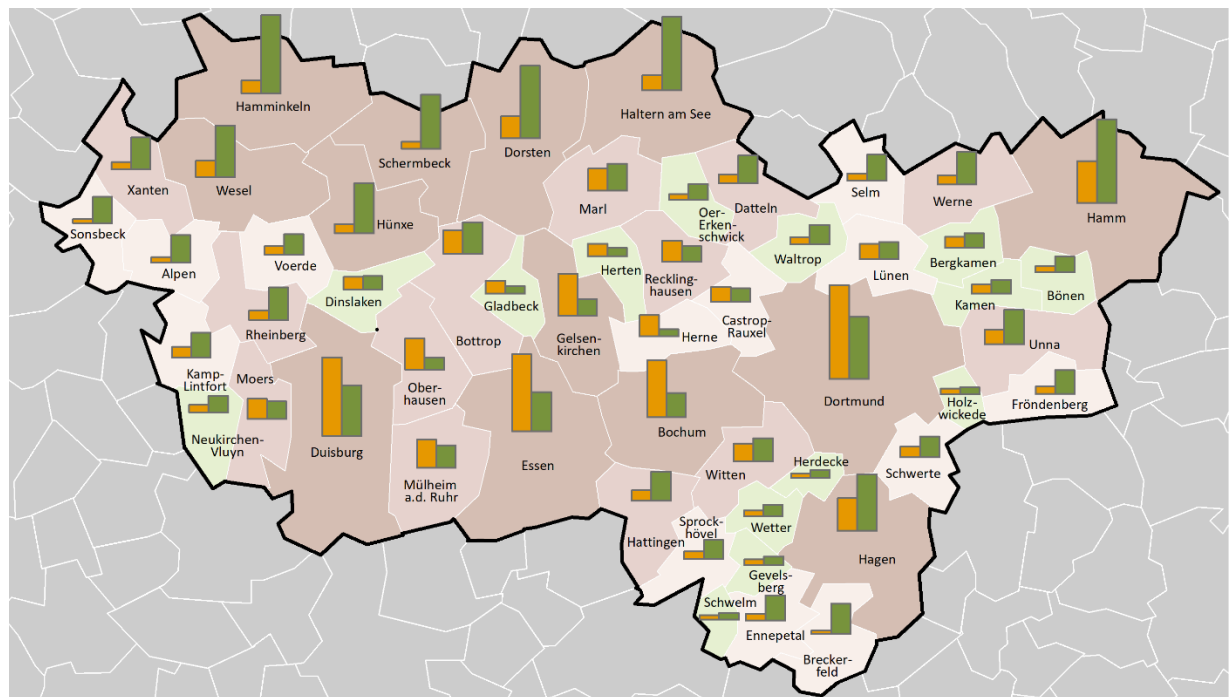 Hamminkeln
Haltern am See
Schermbeck
Dorsten
Xanten
Wesel
Marl
Oer-
Erken-
schwick
Datteln
Selm
Werne
Hamm
Sonsbeck
Hünxe
Alpen
Voerde
Herten
Reckling-
hausen
Waltrop
Lünen
Bergkamen
Dinslaken
Gladbeck
Kamen
Bönen
Rheinberg
Bottrop
Gelsen-
kirchen
Herne
Castrop-
Rauxel
Unna
Kamp-
Lintfort
Moers
Ober-
hausen
Dortmund
Holz-
wickede
Fröndenberg
Neukirchen-
Vluyn
Duisburg
Essen
Bochum
Mülheim
a.d. Ruhr
Witten
Herdecke
Schwerte
Hattingen
Sprock-
hövel
Wetter
Hagen
Gevels-
berg
Schwelm
Ennepetal
Brecker-
feld